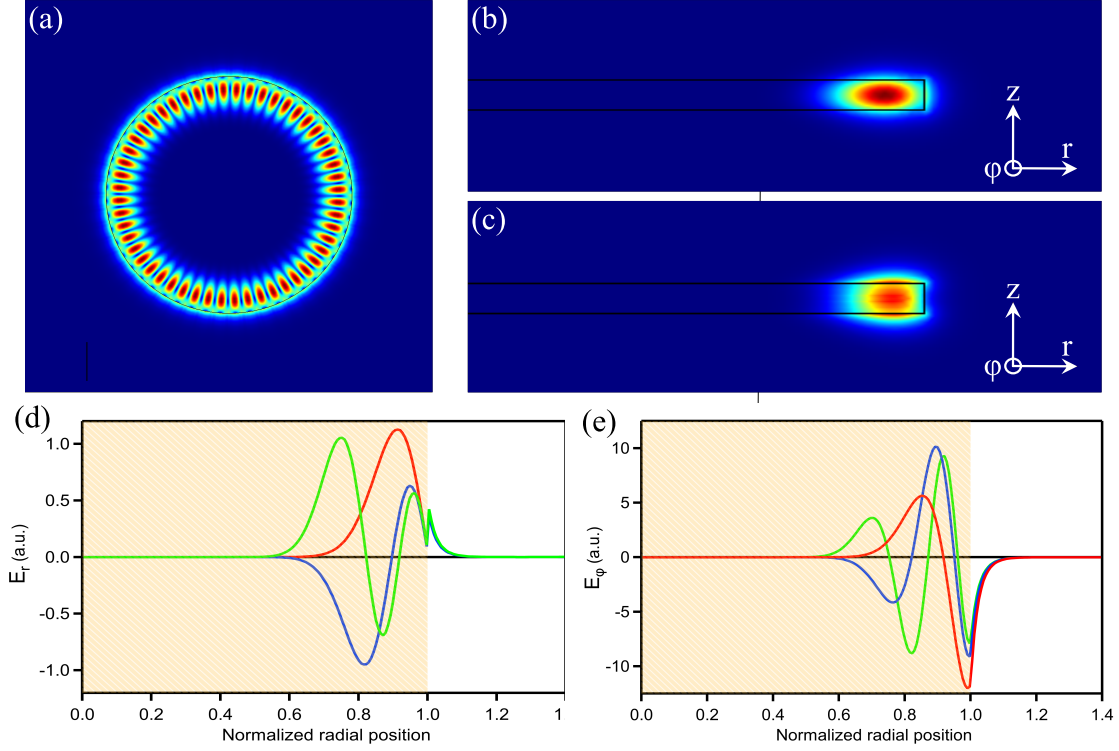 (a)
(b)
z
φ
r
(c)
z
φ
r
(d)
1.0
0.5
0.0
-0.5
-1.0
Er (a.u.)
0.0 0.2 0.4 0.6 0.8 1.0 1
Normalized radial position
(e)
10
5
0
-5
-10
Eφ (a.u.)
0.0 0.2 0.4 0.6 0.8 1.0 1.2 1.4
Normalized radial position